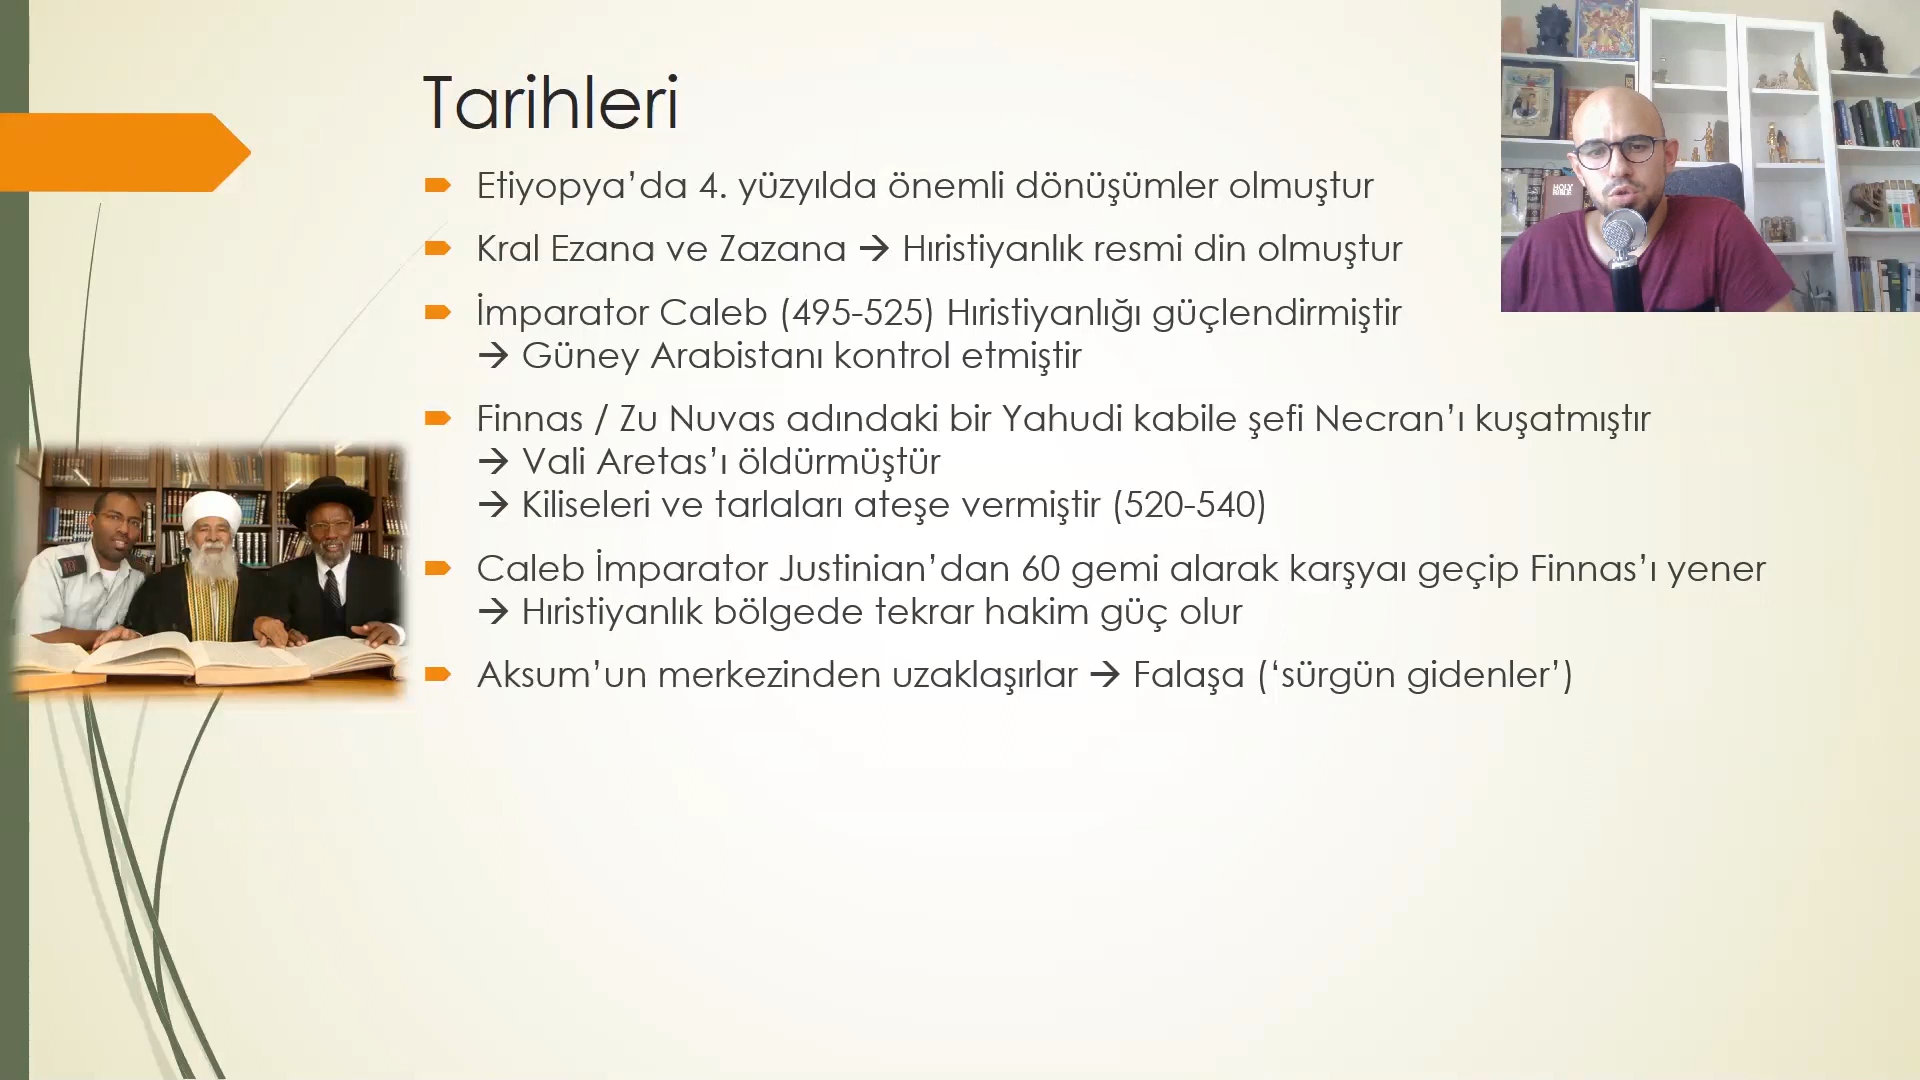 Tarihleri
Etiyopya’da 4. yüzyılda önemli dönüşümler olmuştur
Kral Ezana ve Zazana → Hıristiyanlık resmi din olmuştur
İmparator Caleb (495-525) Hıristiyanlığı güçlendirmiştir
→ Güney Arabistanı kontrol etmiştir
Finnas / Zu Nuvas adındaki bir Yahudi kabile şefi Necran’ı kuşatmıştır
→ Vali Aretas’ı öldürmüştür
→ Kiliseleri ve tarlaları ateşe vermiştir (520-540)
Caleb İmparator Justinian’dan 60 gemi alarak karşyaı geçip Finnas’ı yener
→ Hıristiyanlık bölgede tekrar hakim güç olur
Aksum’un merkezinden uzaklaşırlar → Falaşa (‘sürgün gidenler’)
HOLY
BIBLE